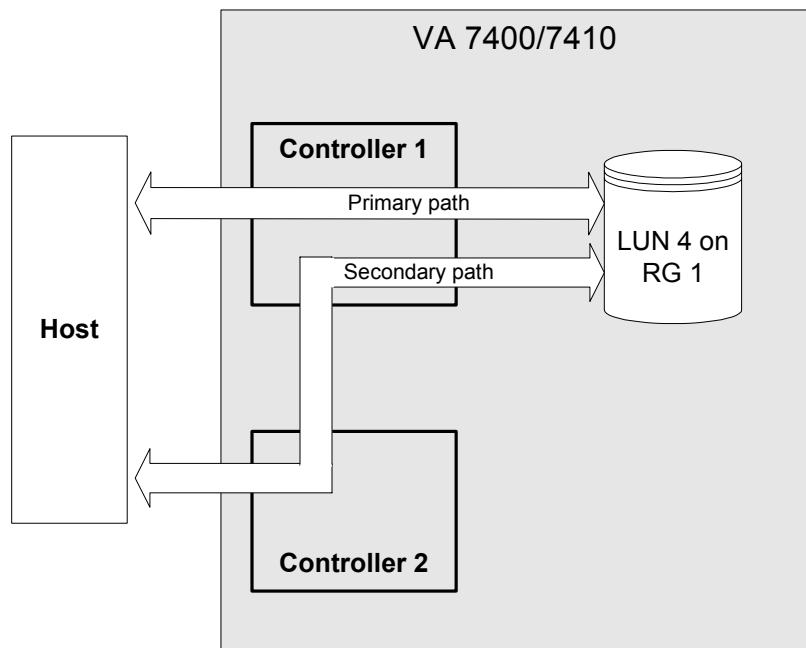 VA 7400/7410
Controller 1
Primary path
LUN 4 on
RG 1
Secondary path
Host
Controller 2